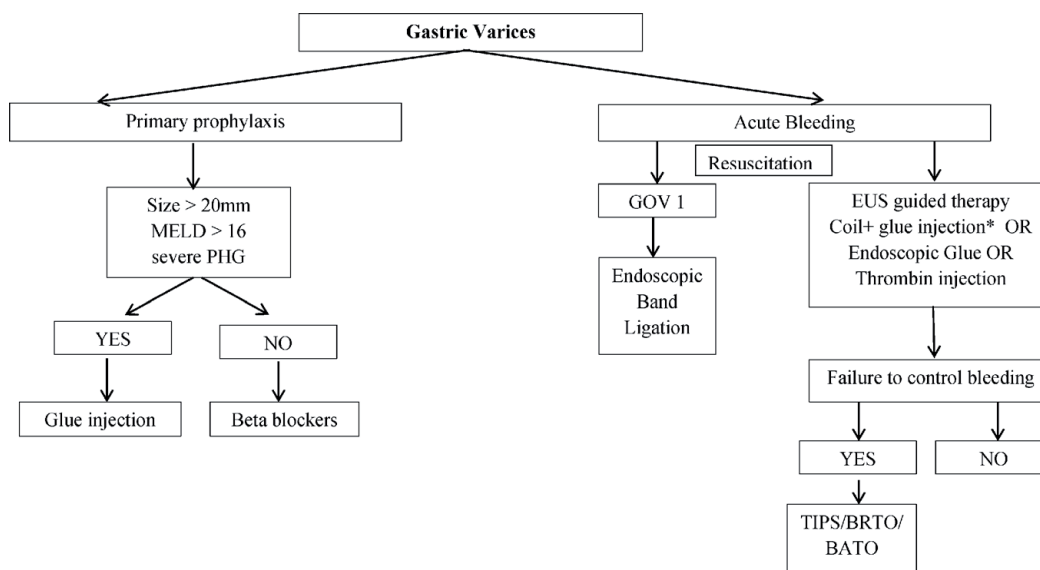 Gastric Varices
Primary prophylaxis
Acute Bleeding
Resuscitation
Size > 20mm
MELD > 16
severe PHG
GOV 1
EUS guided therapy
Coil+ glue injection* OR
Endoscopic Glue OR
Thrombin injection
Endoscopic
Band
Ligation
YES
NO
Failure to control bleeding
Glue injection
Beta blockers
YES
NO
TIPS/BRTO/
BATO